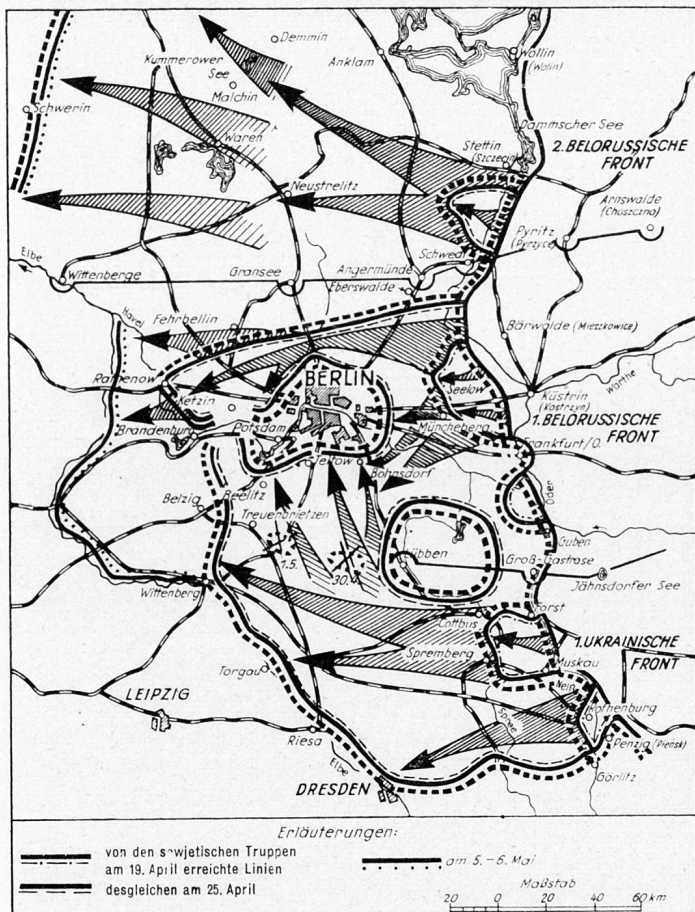 Demmin
Anklam
Wollin
(Wolin)
Kummerower
See
Malchin
Schwerin
Dammscher See
Waren
Stettin
(Szczecin)
2. BELORUSSISCHE
FRONT
Neustrelitz
Arnswalde
(Choszczno)
Pyritz
(Pyrzyce)
Schwedt
Elbe
Wittenberge
Gransee
Angermünde
Eberswalde
Havel
Fehrbellin
Bärwalde (Mieszkowice)
Rathenow
BERLIN
Seelow
Warthe
Ketzin
Küstrin
(Kostrzyn)
Müncheberg
1. BELORUSSISCHE
FRONT
Brandenburg
Potsdam
Frankfurt/O.
Teltow
Bohnsdorf
Beelitz
Belzig
Oder
Treuenbrietzen
Guben
1.5.
30.4.
Lübben
Groß-Gastrose
Jähnsdorfer See
Wittenberg
Forst
Cottbus
1. UKRAINISCHE
FRONT
Spremberg
Muskau
Torgau
Rothenburg
LEIPZIG
Spree
Penzig (Pieńsk)
Riesa
Elbe
Görlitz
DRESDEN
Erläuterungen:
von den sowjetischen Truppen
am 19. April erreichte Linien
am 5.–6. Mai
desgleichen am 25. April
Maßstab
20 0 20 40 60 km